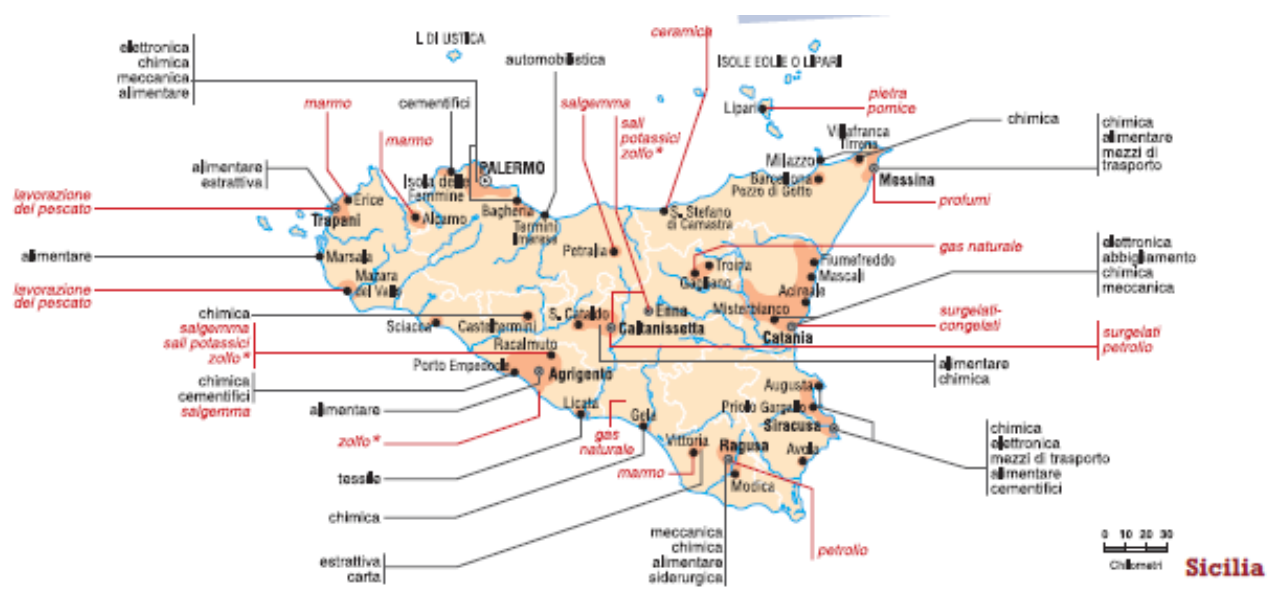 I. DI USTICA
ISOLE EOLIE O LIPARI
elettronica
chimica
meccanica
alimentare
marmo
cementifici
automobilistica
salgemma
ceramica
sali
potassici
zolfo *
pietra
pomice
Lipari
chimica
chimica
alimentare
mezzi di
trasporto
Villafranca
Tirrena
Milazzo
Barcellona
Pozzo di Gotto
Messina
profumi
marmo
alimentare
estrattiva
lavorazione
del pescato
Erice
Trapani
Alcamo
Isola delle
Femmine
PALERMO
Bagheria
Termini
Imerese
S. Stefano
di Camastra
Petralia
gas naturale
Troina
Gagliano
Fiumefreddo
Mascali
Acireale
Misterbianco
Catania
elettronica
abbigliamento
chimica
meccanica
alimentare
Marsala
Mazara
del Vallo
lavorazione
del pescato
chimica
salgemma
sali potassici
zolfo *
Sciacca
Casteltermini
S. Cataldo
Enna
Caltanissetta
Racalmuto
Porto Empedocle
Agrigento
surgelati-
congelati
surgelati
petrolio
alimentare
chimica
chimica
cementifici
salgemma
alimentare
Licata
Gela
zolfo *
gas
naturale
Augusta
Priolo Gargallo
Siracusa
Avola
Vittoria
Ragusa
Modica
marmo
tessile
chimica
chimica
elettronica
mezzi di trasporto
alimentare
cementifici
estrattiva
carta
meccanica
chimica
alimentare
siderurgica
petrolio
0 10 20 30
Chilometri
Sicilia